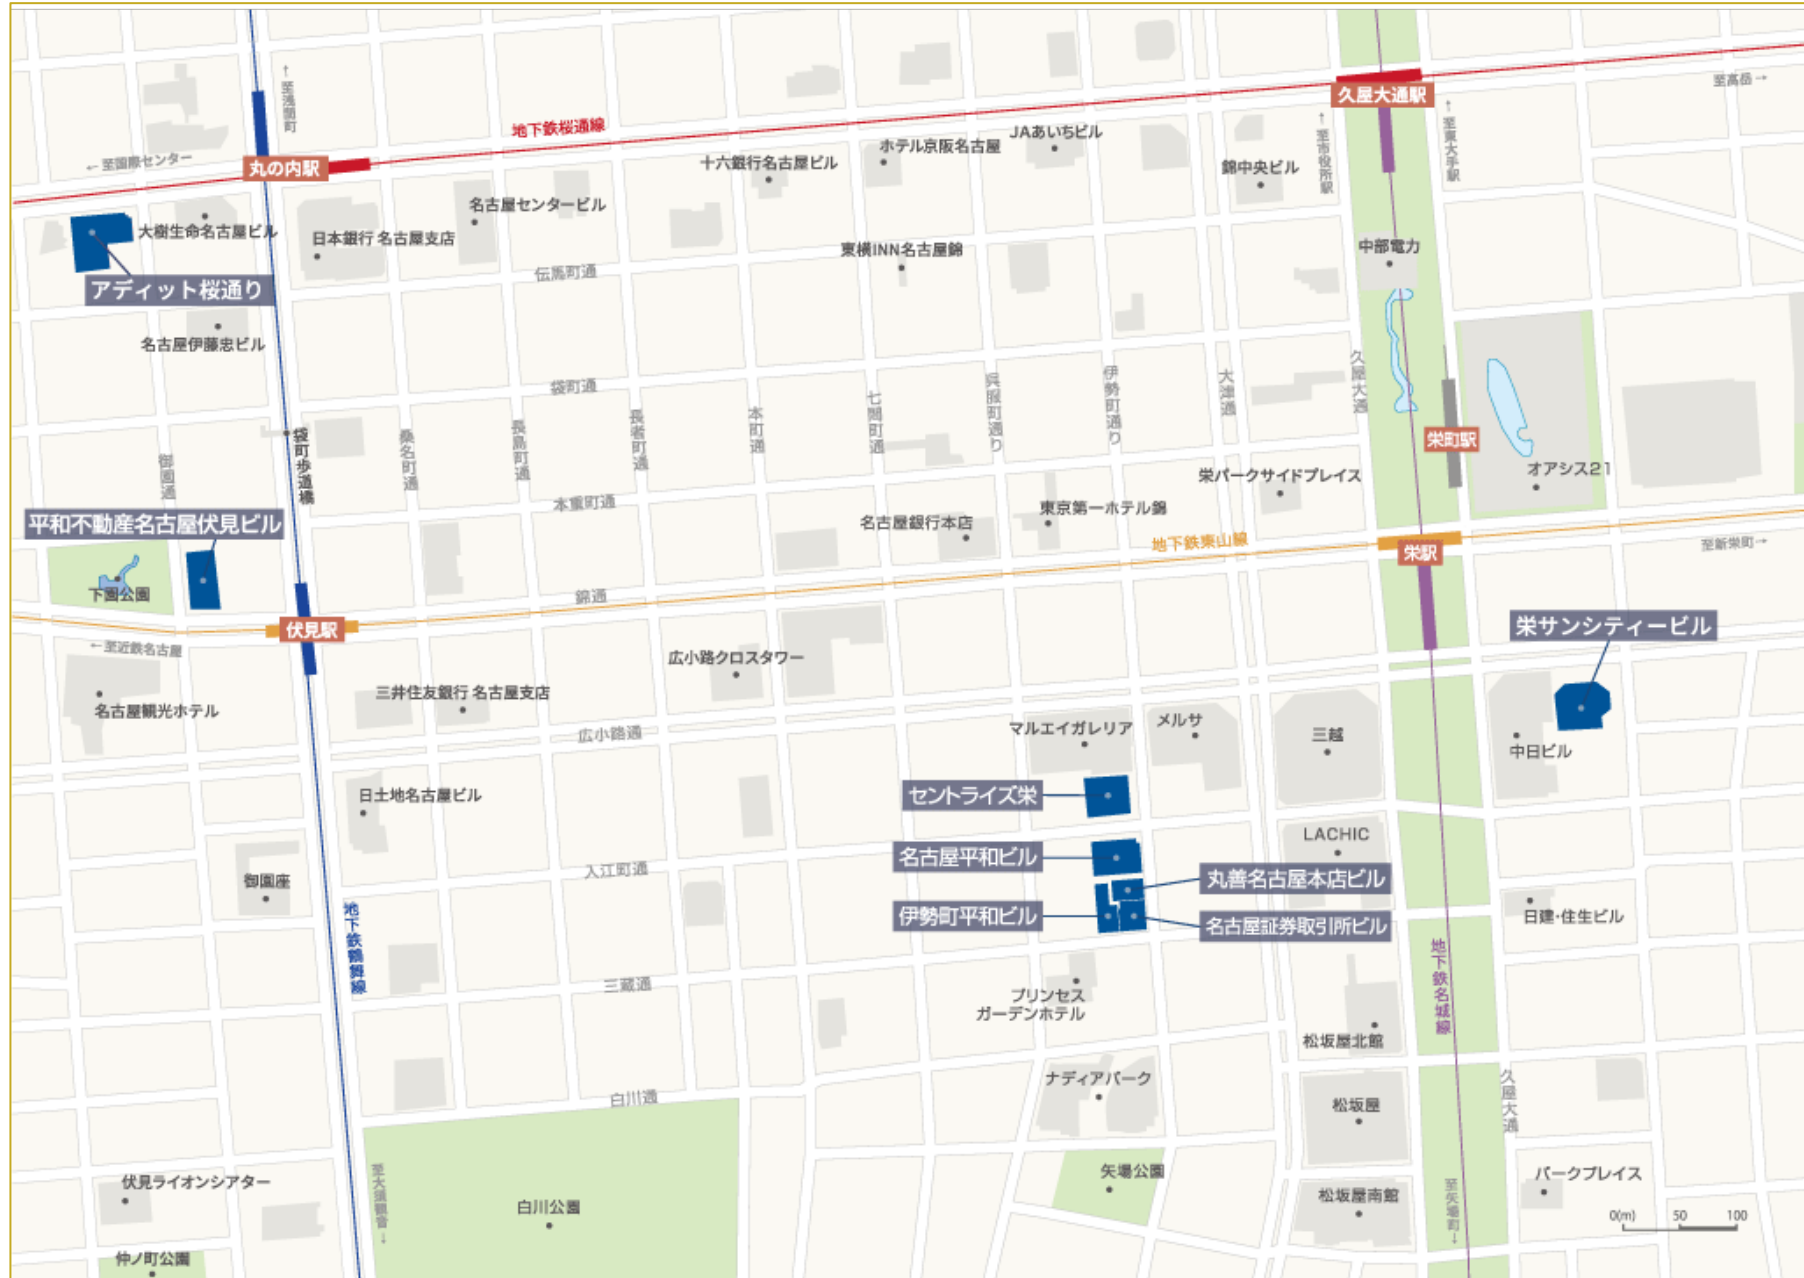 ↑至浅間町
地下鉄桜通線
久屋大通駅
至高岳→
←至国際センター
丸の内駅
十六銀行名古屋ビル
ホテル京阪名古屋
JAあいちビル
↑至市役所駅
↑至東大手駅
錦中央ビル
大樹生命名古屋ビル
日本銀行 名古屋支店
名古屋センタービル
東横INN名古屋錦
中部電力
伝馬町通
アディット桜通り
名古屋伊藤忠ビル
袋町通
久屋大通
御園通
袋町歩道橋
桑名町通
長島町通
長者町通
本町通
七間町通
呉服町通り
伊勢町通り
大津通
栄町駅
オアシス21
栄パークサイドプレイス
本重町通
名古屋銀行本店
東京第一ホテル錦
平和不動産名古屋伏見ビル
地下鉄東山線
栄駅
至新栄町→
下園公園
錦通
伏見駅
栄サンシティービル
←至近鉄名古屋
広小路クロスタワー
三井住友銀行 名古屋支店
名古屋観光ホテル
広小路通
マルエイガレリア
メルサ
三越
中日ビル
日土地名古屋ビル
セントライズ栄
LACHIC
名古屋平和ビル
入江町通
丸善名古屋本店ビル
御園座
伊勢町平和ビル
名古屋証券取引所ビル
日建・住生ビル
地下鉄鶴舞線
地下鉄名城線
三蔵通
プリンセス
ガーデンホテル
松坂屋北館
ナディアパーク
白川通
松坂屋
久屋大通
至大須観音↓
伏見ライオンシアター
白川公園
矢場公園
松坂屋南館
至矢場町↓
パークプレイス
0(m) 50 100
仲ノ町公園